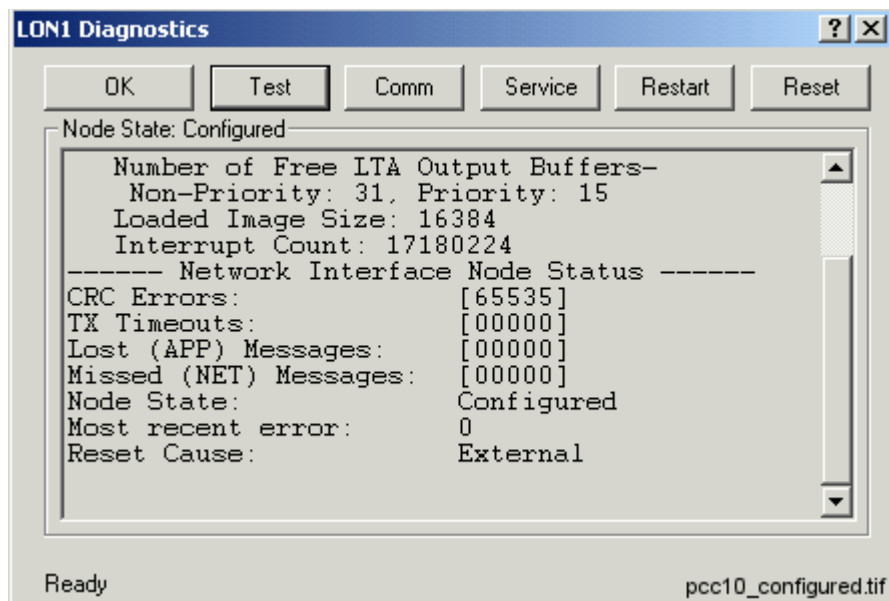 LON1 Diagnostics
OK Test Comm Service Restart Reset
Node State: Configured
Number of Free LTA Output Buffers-
Non-Priority: 31, Priority: 15
Loaded Image Size: 16384
Interrupt Count: 17180224
------ Network Interface Node Status ------
CRC Errors: [65535]
TX Timeouts: [00000]
Lost (APP) Messages: [00000]
Missed (NET) Messages: [00000]
Node State: Configured
Most recent error: 0
Reset Cause: External
Ready
pcc10_configured.tif